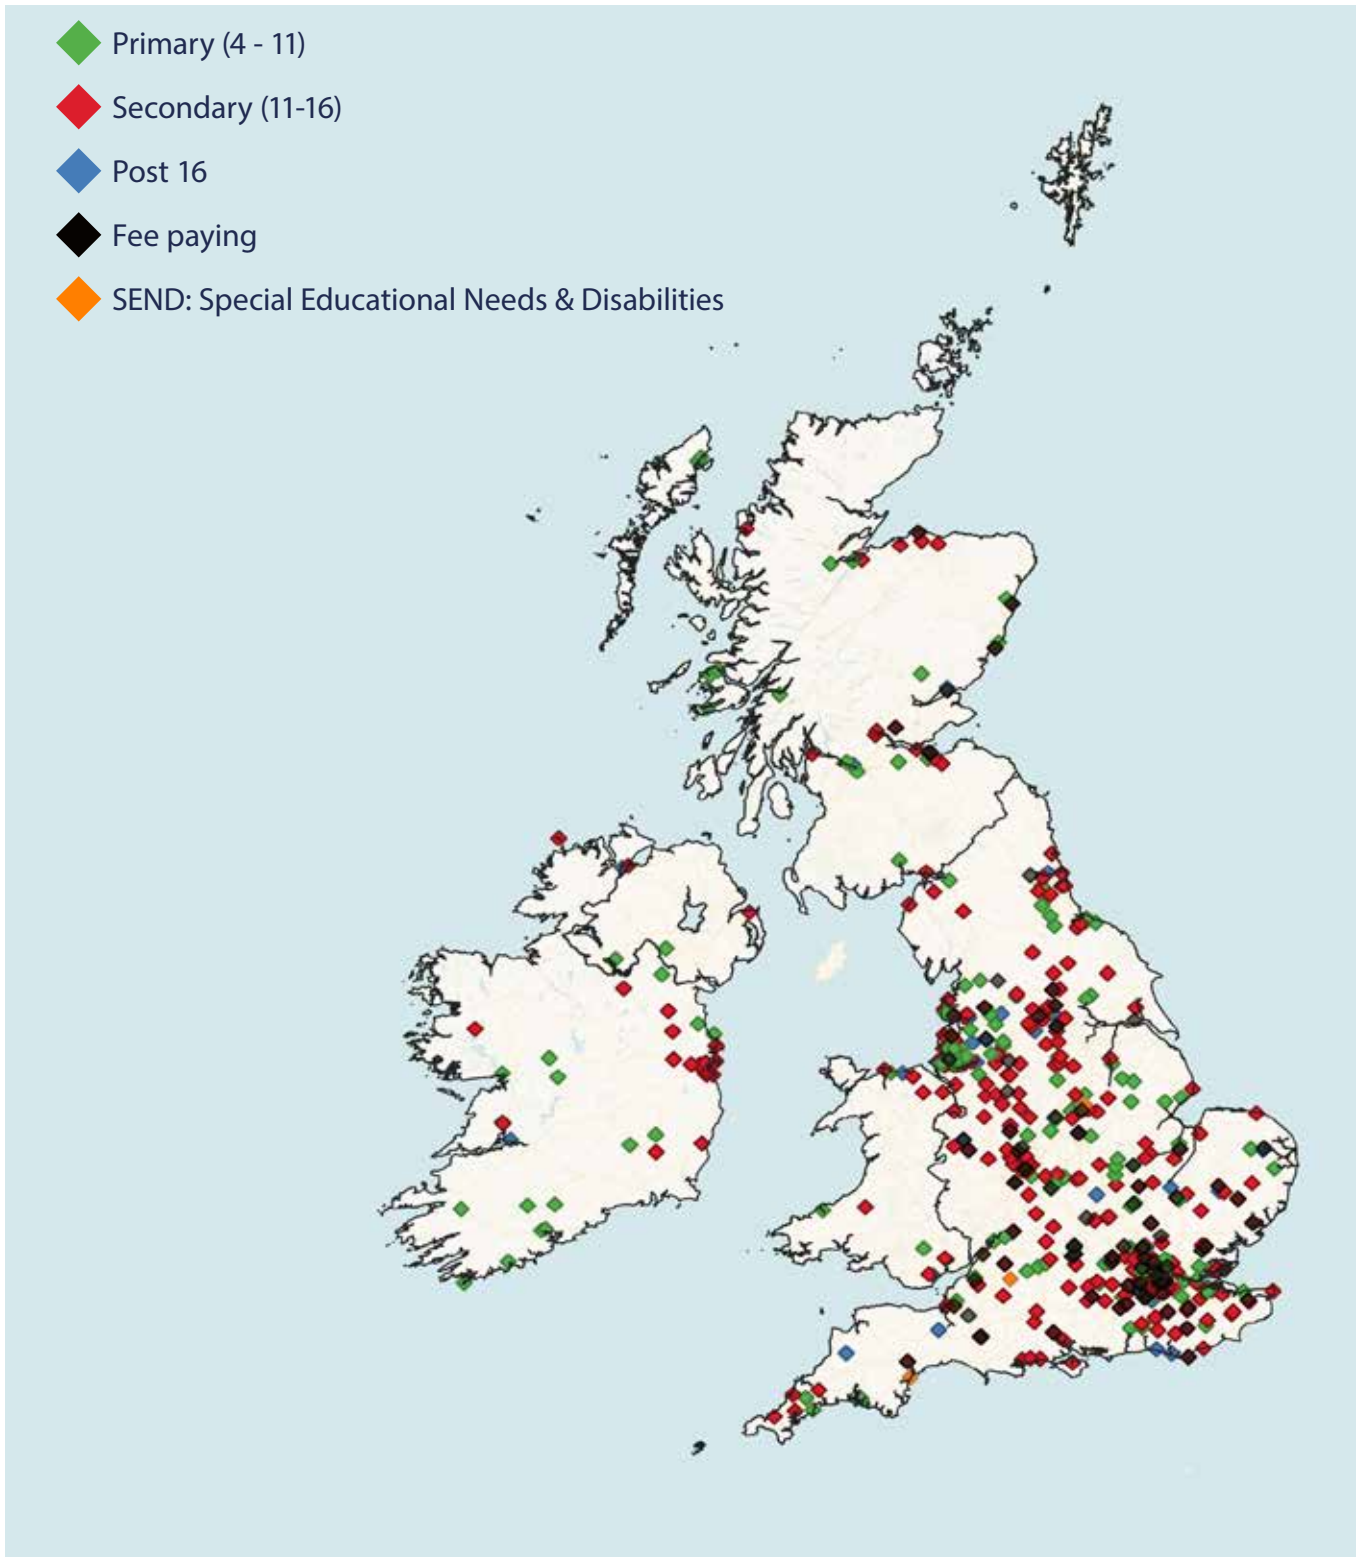 Primary (4 - 11)
Secondary (11-16)
Post 16
Fee paying
SEND: Special Educational Needs & Disabilities